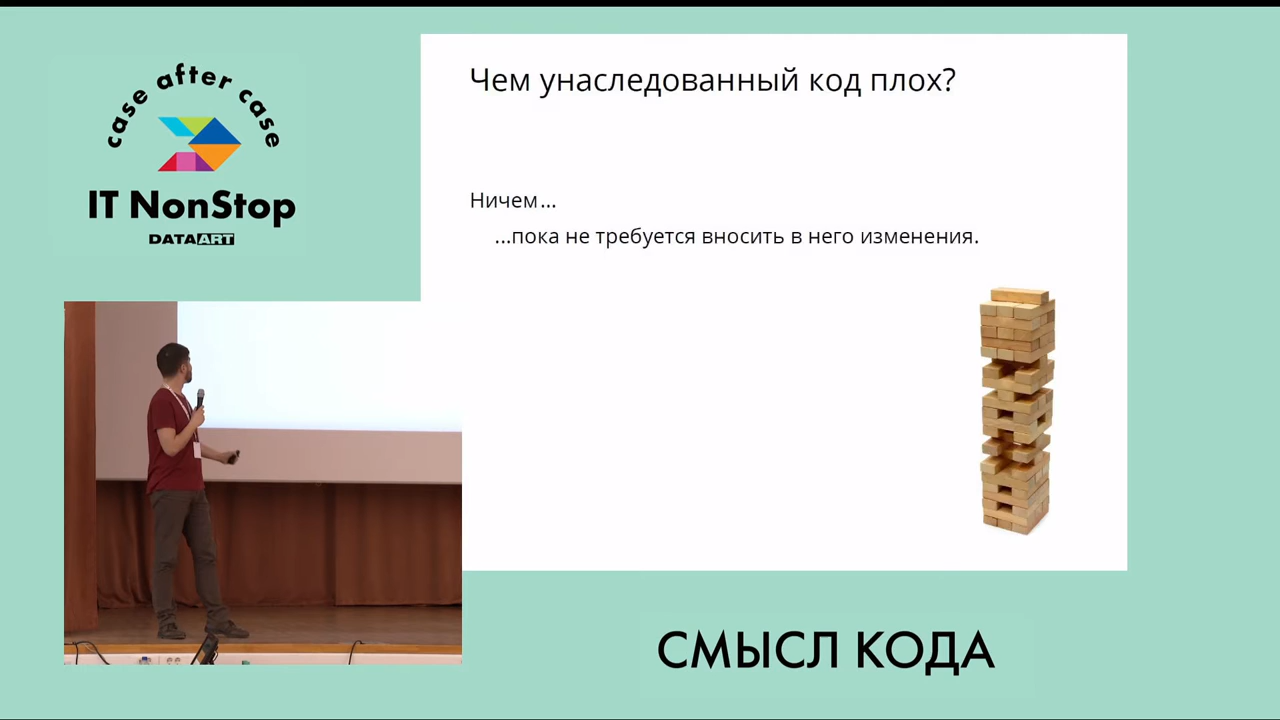 case after case
IT NonStop
DATAART
Чем унаследованный код плох?
Ничем...
...пока не требуется вносить в него изменения.
СМЫСЛ КОДА